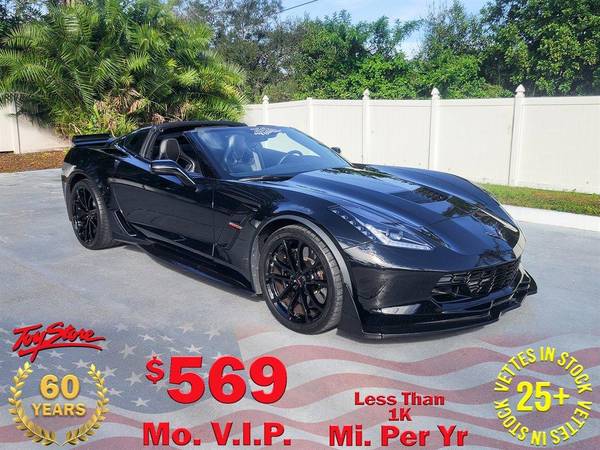 Toy Store
60
YEARS
$569
Mo. V.I.P.
Less Than
1K
Mi. Per Yr
VETTES IN STOCK
25+
VETTES IN STOCK